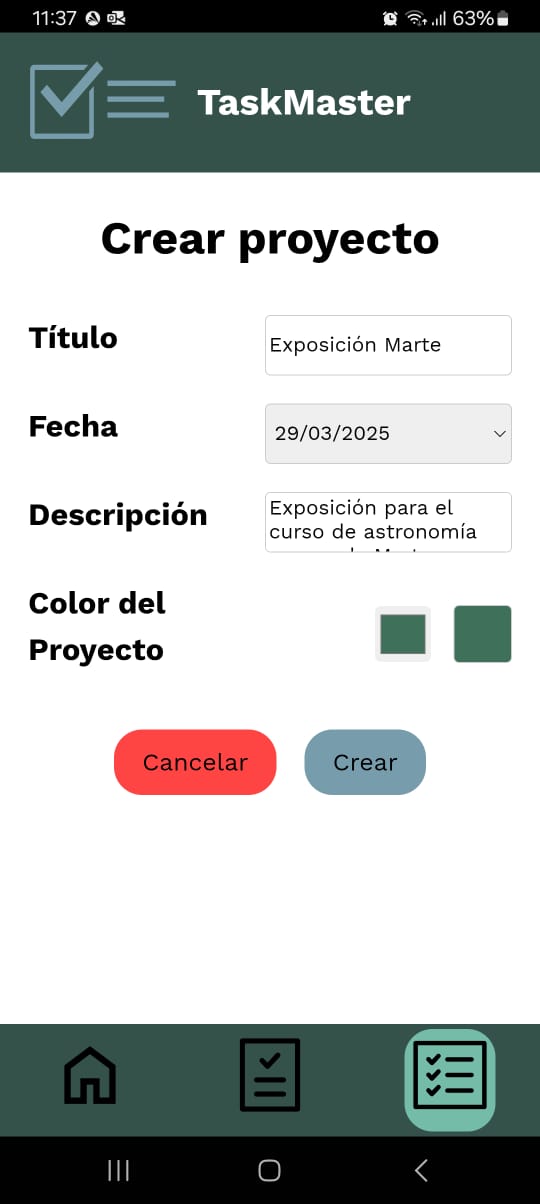 11:37
63%
TaskMaster
Crear proyecto
Título
Exposición Marte
Fecha
29/03/2025
Descripción
Exposición para el
curso de astronomía
Color del
Proyecto
Cancelar
Crear